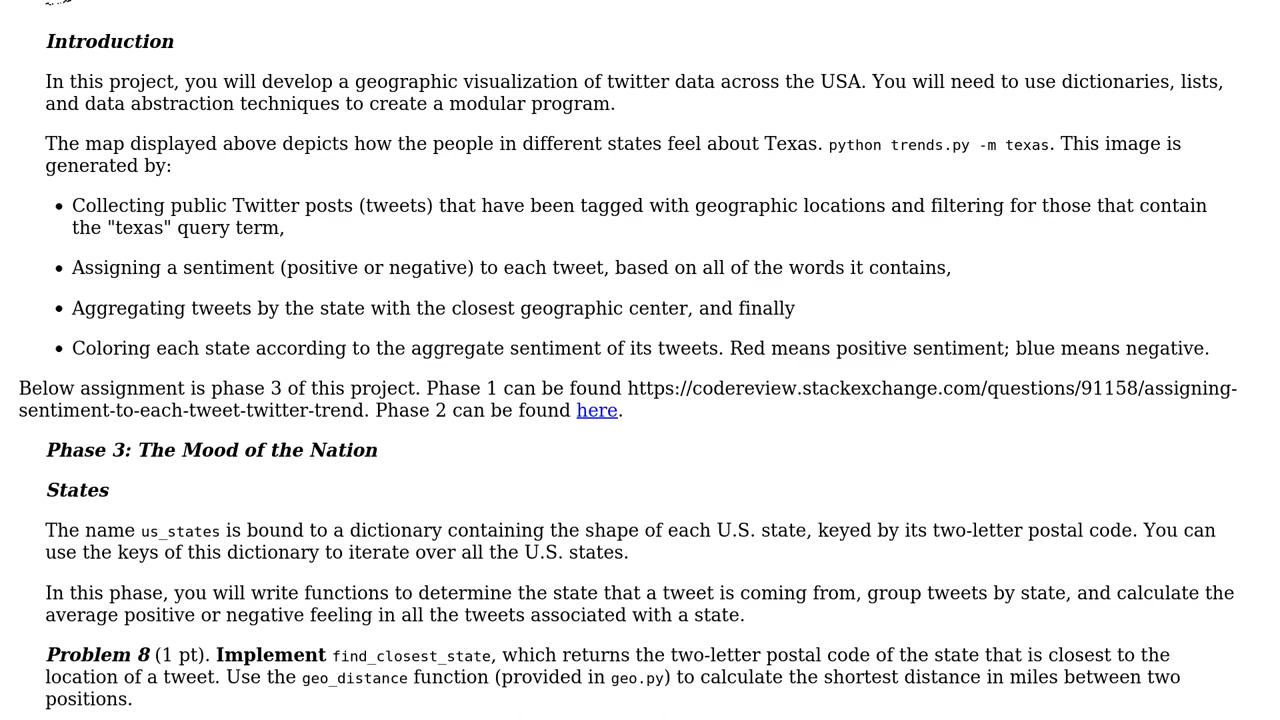 Introduction
In this project, you will develop a geographic visualization of twitter data across the USA. You will need to use dictionaries, lists,
and data abstraction techniques to create a modular program.
The map displayed above depicts how the people in different states feel about Texas. python trends.py -m texas. This image is
generated by:
• Collecting public Twitter posts (tweets) that have been tagged with geographic locations and filtering for those that contain
the "texas" query term,
• Assigning a sentiment (positive or negative) to each tweet, based on all of the words it contains,
• Aggregating tweets by the state with the closest geographic center, and finally
• Coloring each state according to the aggregate sentiment of its tweets. Red means positive sentiment; blue means negative.
Below assignment is phase 3 of this project. Phase 1 can be found https://codereview.stackexchange.com/questions/91158/assigning-
sentiment-to-each-tweet-twitter-trend. Phase 2 can be found here.
Phase 3: The Mood of the Nation
States
The name us_states is bound to a dictionary containing the shape of each U.S. state, keyed by its two-letter postal code. You can
use the keys of this dictionary to iterate over all the U.S. states.
In this phase, you will write functions to determine the state that a tweet is coming from, group tweets by state, and calculate the
average positive or negative feeling in all the tweets associated with a state.
Problem 8 (1 pt). Implement find_closest_state, which returns the two-letter postal code of the state that is closest to the
location of a tweet. Use the geo_distance function (provided in geo.py) to calculate the shortest distance in miles between two
positions.